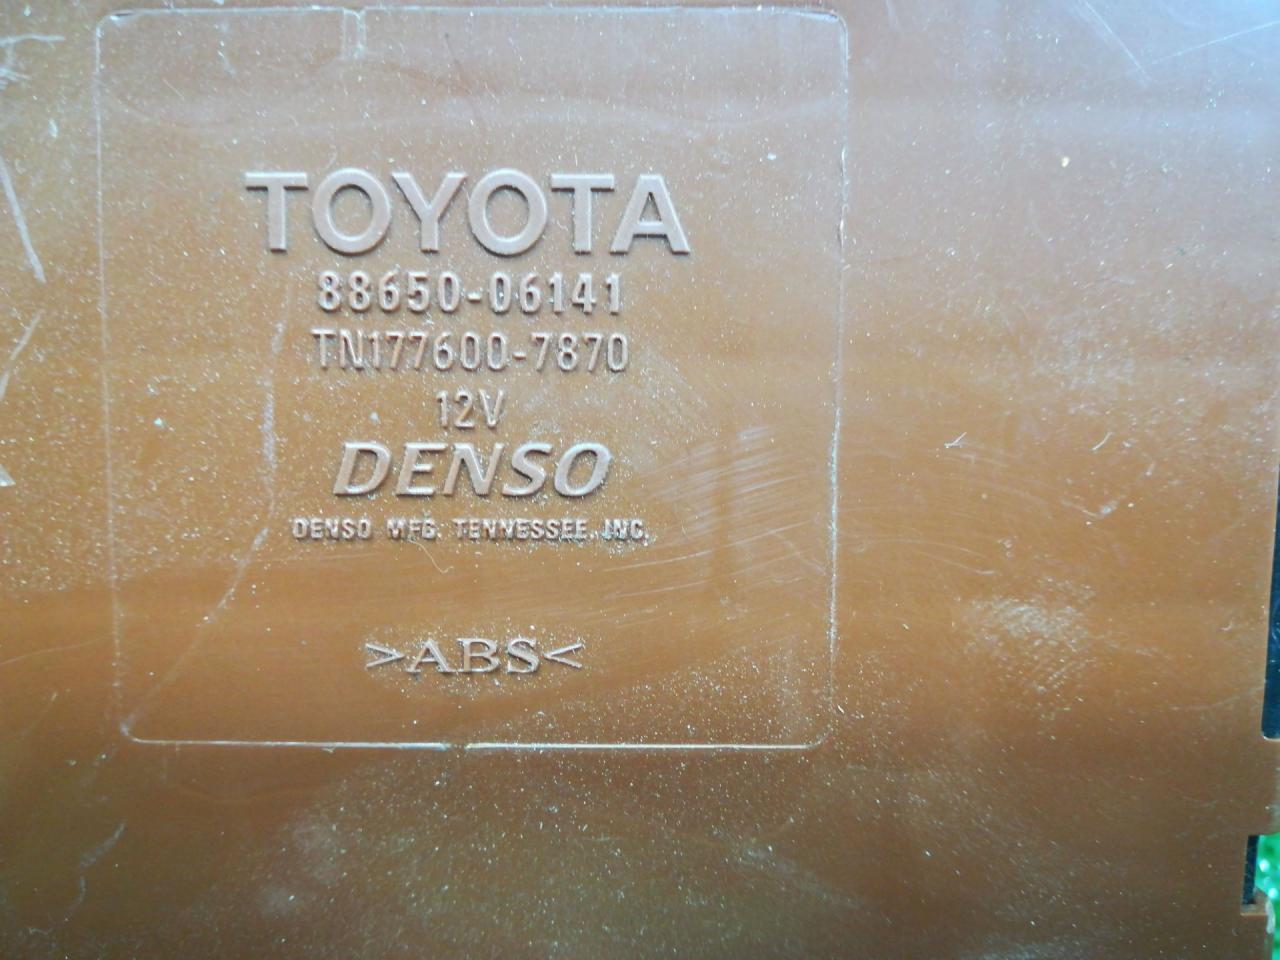 TOYOTA
88650-06141
TN177600-7870
12V
DENSO
DENSO MFG. TENNESSEE, INC.
>ABS<